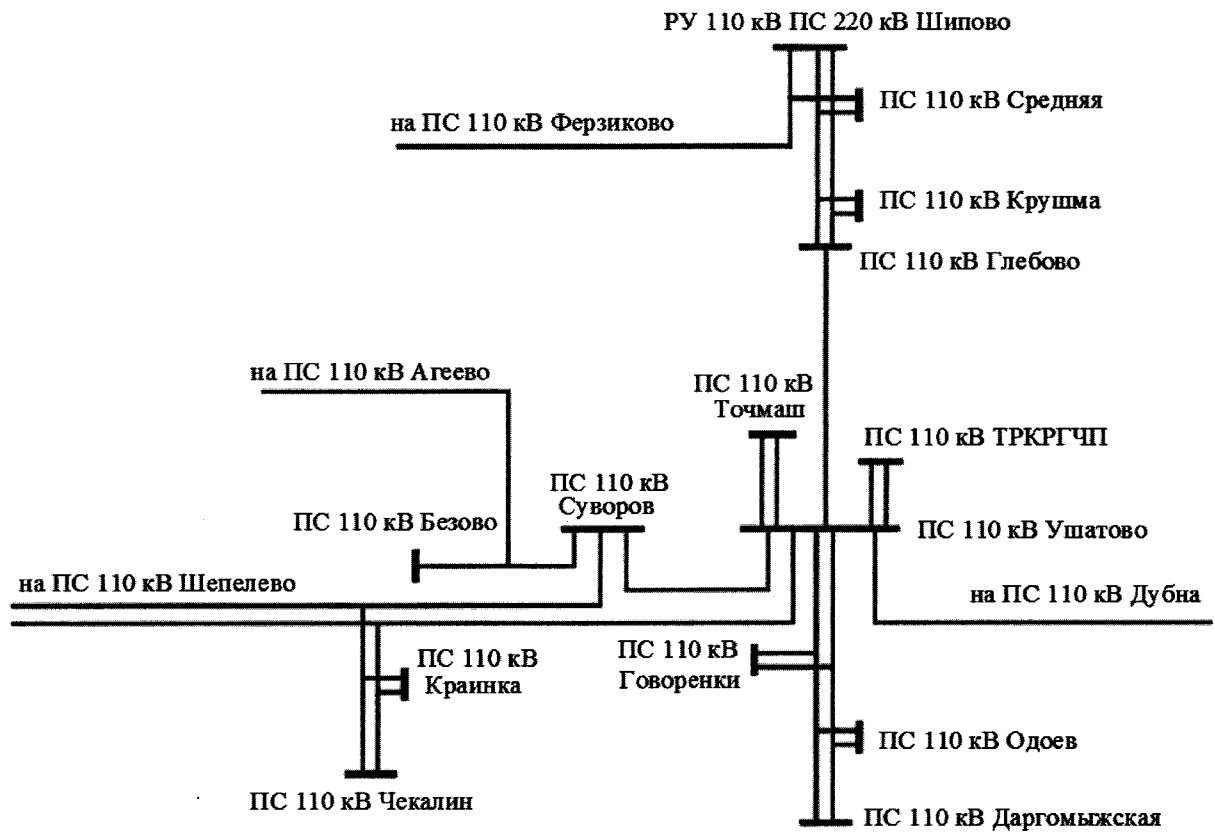 РУ 110 кВ ПС 220 кВ Шипово
ПС 110 кВ Средняя
на ПС 110 кВ Ферзиково
ПС 110 кВ Крушма
ПС 110 кВ Глебово
на ПС 110 кВ Агеево
ПС 110 кВ
Точмаш
ПС 110 кВ ТРКРГЧП
ПС 110 кВ
Суворов
ПС 110 кВ Безово
ПС 110 кВ Ушатово
на ПС 110 кВ Шепелево
на ПС 110 кВ Дубна
ПС 110 кВ
Краинка
ПС 110 кВ
Говоренки
ПС 110 кВ Одоев
ПС 110 кВ Чекалин
ПС 110 кВ Даргомыжская